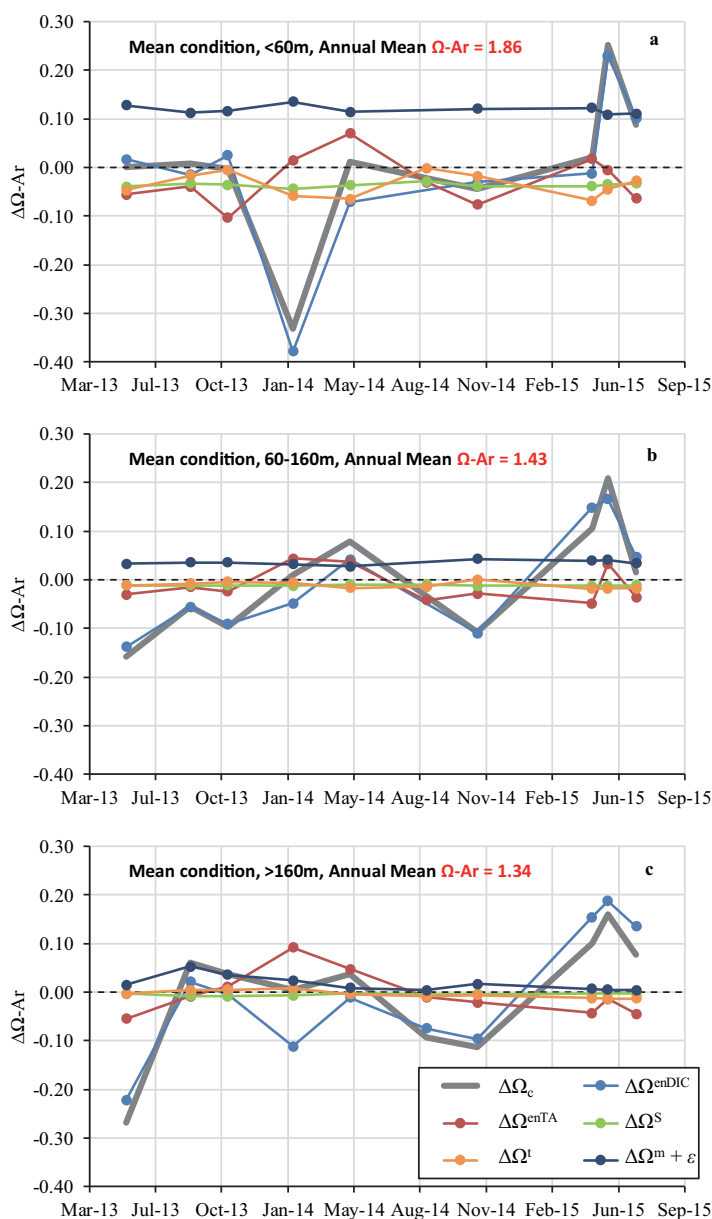 Mean condition, <60m, Annual Mean Ω-Ar = 1.86
a
ΔΩ-Ar
0.30
0.20
0.10
0.00
-0.10
-0.20
-0.30
-0.40
Mar-13 Jul-13 Oct-13 Jan-14 May-14 Aug-14 Nov-14 Feb-15 Jun-15 Sep-15
Mean condition, 60-160m, Annual Mean Ω-Ar = 1.43
b
ΔΩ-Ar
0.30
0.20
0.10
0.00
-0.10
-0.20
-0.30
-0.40
Mar-13 Jul-13 Oct-13 Jan-14 May-14 Aug-14 Nov-14 Feb-15 Jun-15 Sep-15
Mean condition, >160m, Annual Mean Ω-Ar = 1.34
c
ΔΩ-Ar
0.30
0.20
0.10
0.00
-0.10
-0.20
-0.30
-0.40
ΔΩc ΔΩenDIC
ΔΩenTA ΔΩS
ΔΩt ΔΩm + ε
Mar-13 Jul-13 Oct-13 Jan-14 May-14 Aug-14 Nov-14 Feb-15 Jun-15 Sep-15